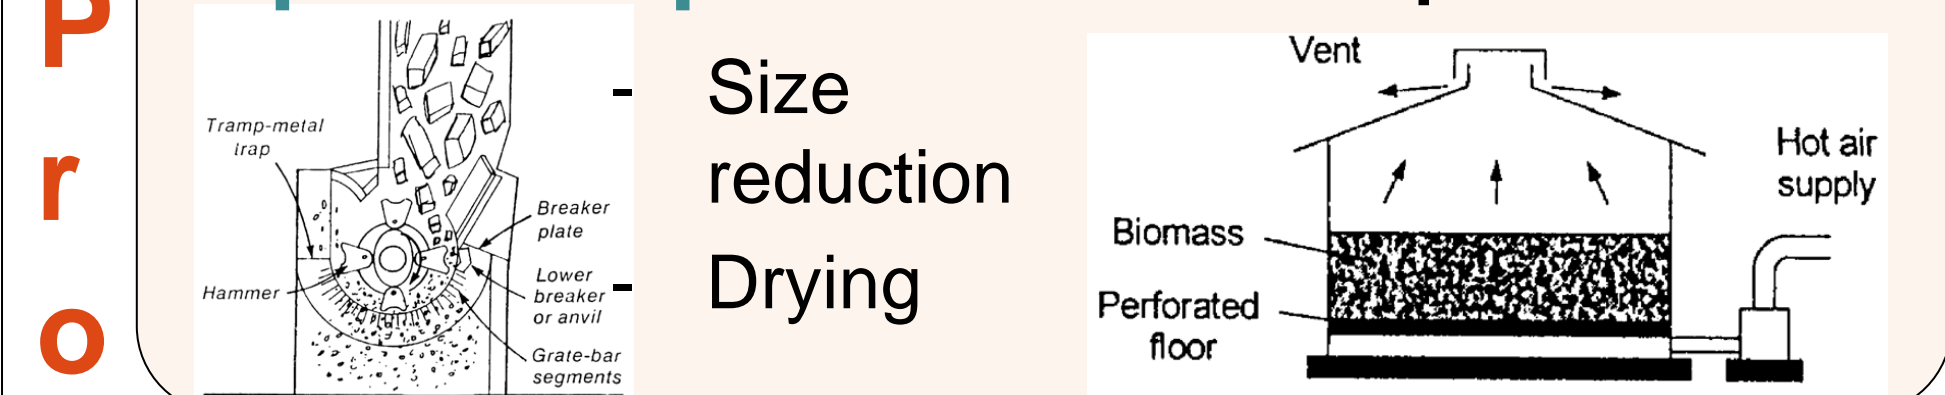 P
r
o
Tramp-metal
trap
Hammer
Breaker
plate
Lower
breaker
or anvil
Grate-bar
segments
- Size
reduction
- Drying
Vent
Hot air
supply
Biomass
Perforated
floor